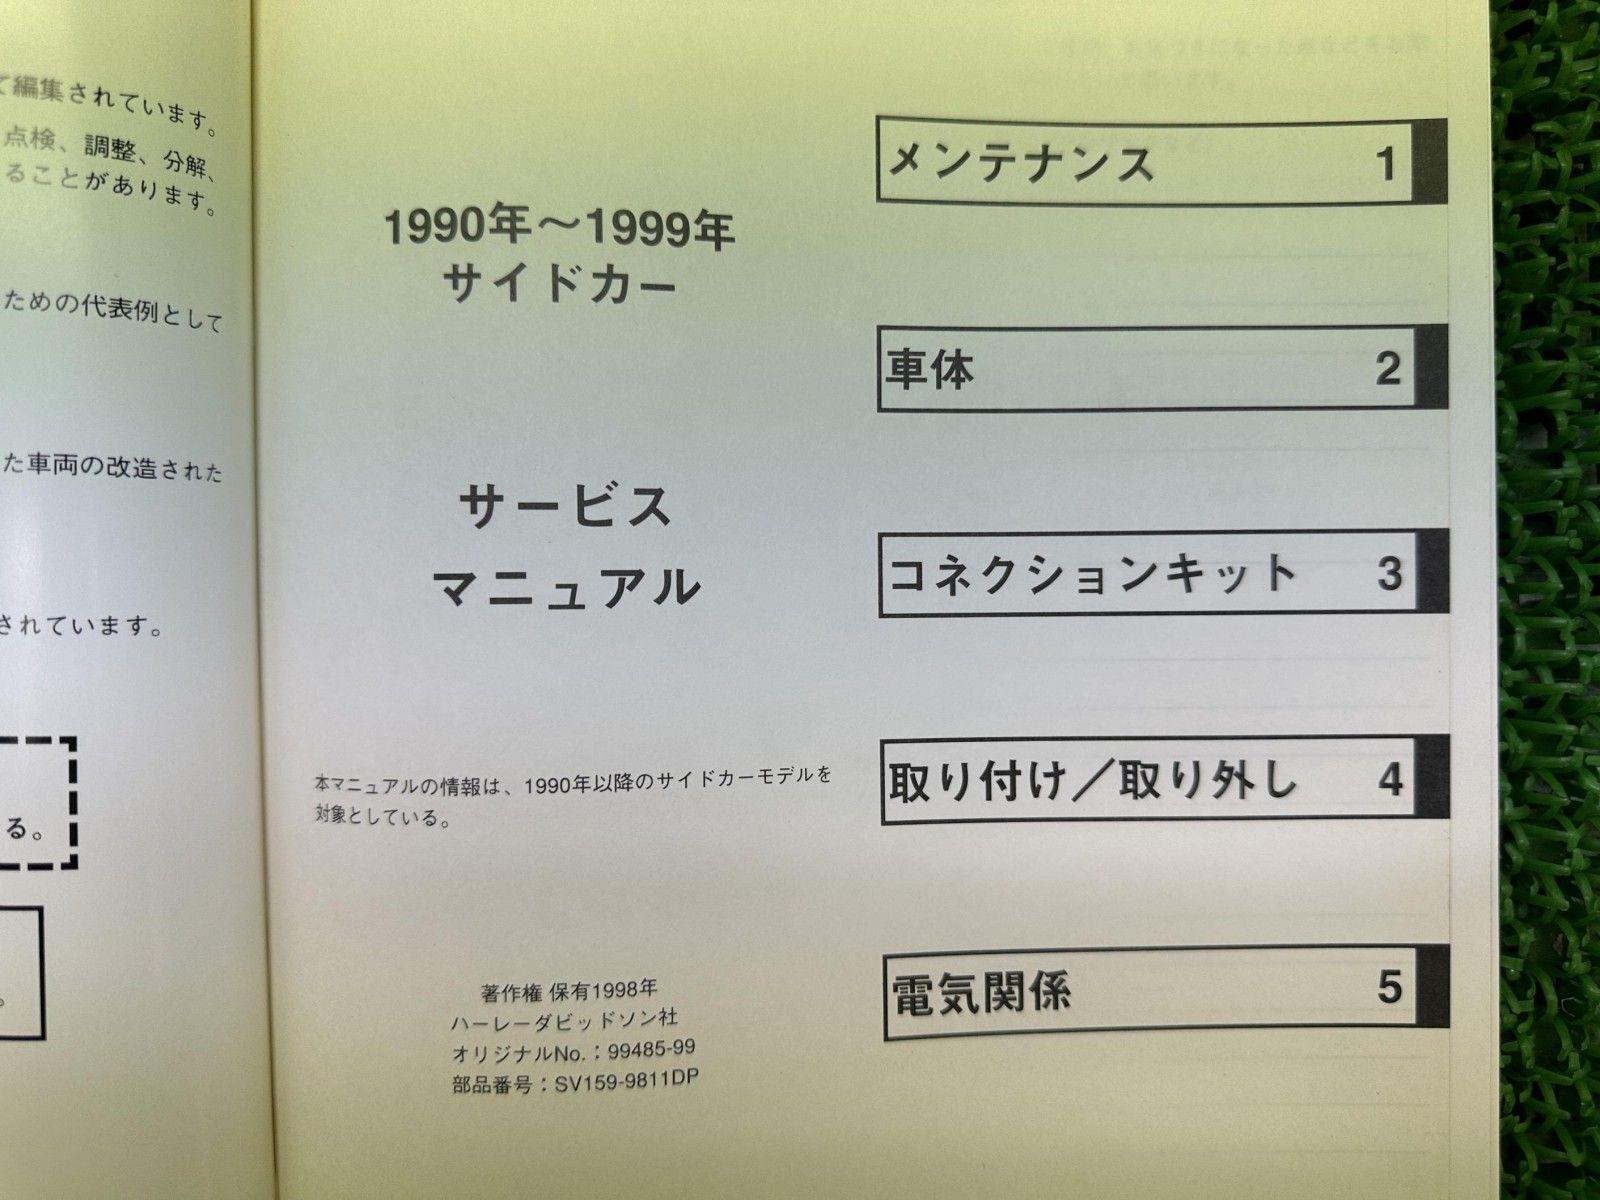 て編集されています。
点検、調整、分解、
ることがあります。
ための代表例として
た車両の改造された
されています。
る。
。
1990年～1999年
サイドカー
サービス
マニュアル
本マニュアルの情報は、1990年以降のサイドカーモデルを
対象としている。
著作権 保有1998年
ハーレーダビッドソン社
オリジナルNo.：99485-99
部品番号：SV159-9811DP
メンテナンス 1
車体 2
コネクションキット 3
取り付け／取り外し 4
電気関係 5